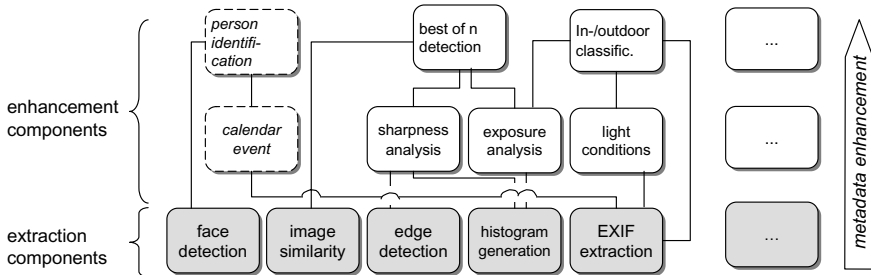 person
identifi-
cation
best of n
detection
In-/outdoor
classific.
...
enhancement
components
calendar
event
sharpness
analysis
exposure
analysis
light
conditions
...
extraction
components
face
detection
image
similarity
edge
detection
histogram
generation
EXIF
extraction
...
metadata enhancement